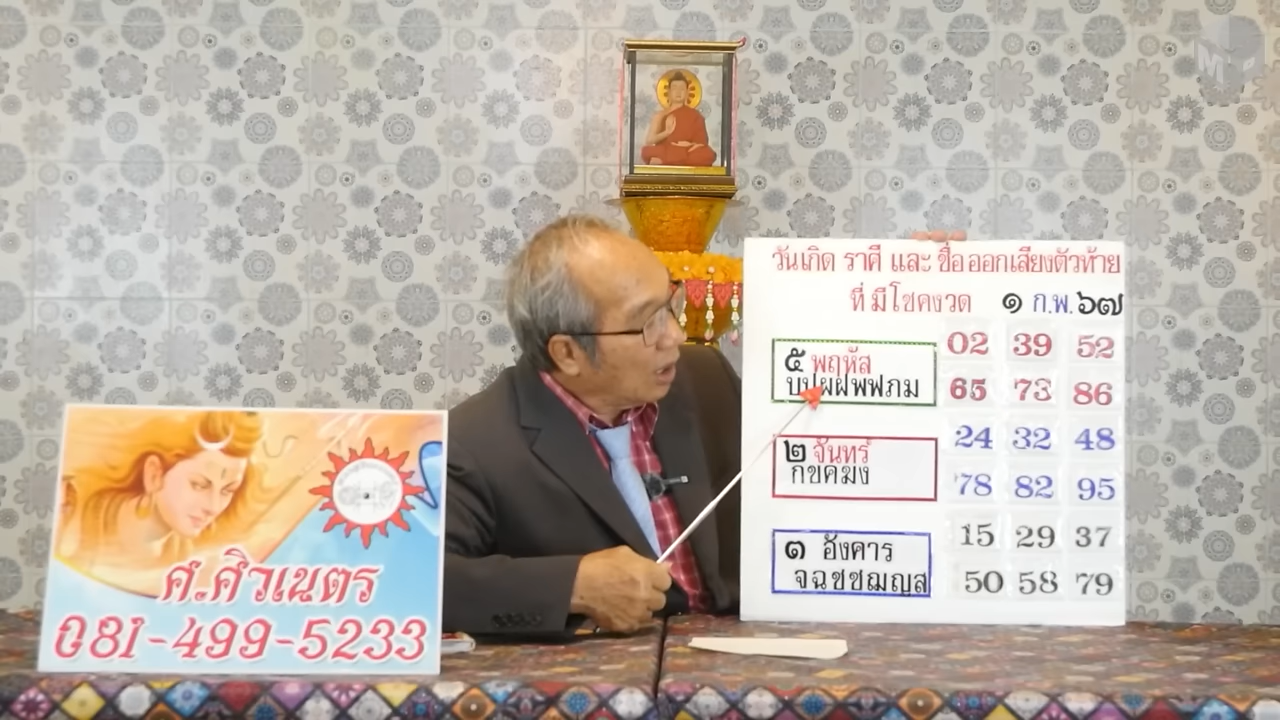 วันเกิด ราศี และ ชื่อออกเสียงตัวท้าย
ที่ มีโชคงวด ๑ ก.พ.๖๗
๕ พฤหัส
บปผฝพฟภม
02 39 52
65 73 86
๒ จันทร์
กขคฆง
24 32 48
78 82 95
๓ อังคาร
จฉชซฌญส
15 29 37
50 58 79
ศ.ศิวเนตร
081-499-5233